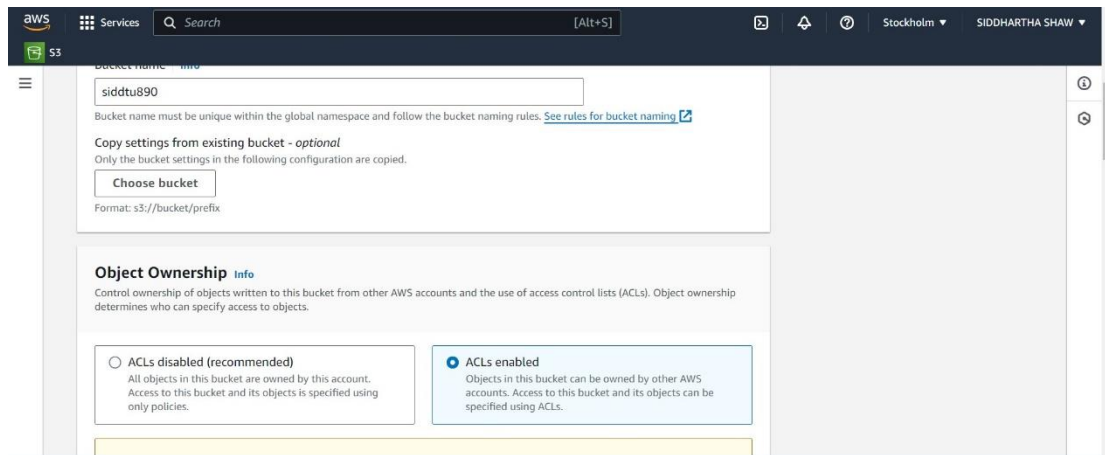 aws
Services
Search
[Alt+S]
Stockholm ▼
SIDDHARTHA SHAW ▼
S3
Bucket name Info
siddtu890
Bucket name must be unique within the global namespace and follow the bucket naming rules. See rules for bucket naming
Copy settings from existing bucket - optional
Only the bucket settings in the following configuration are copied.
Choose bucket
Format: s3://bucket/prefix
Object Ownership Info
Control ownership of objects written to this bucket from other AWS accounts and the use of access control lists (ACLs). Object ownership
determines who can specify access to objects.
ACLs disabled (recommended)
All objects in this bucket are owned by this account.
Access to this bucket and its objects is specified using
only policies.
ACLs enabled
Objects in this bucket can be owned by other AWS
accounts. Access to this bucket and its objects can be
specified using ACLs.